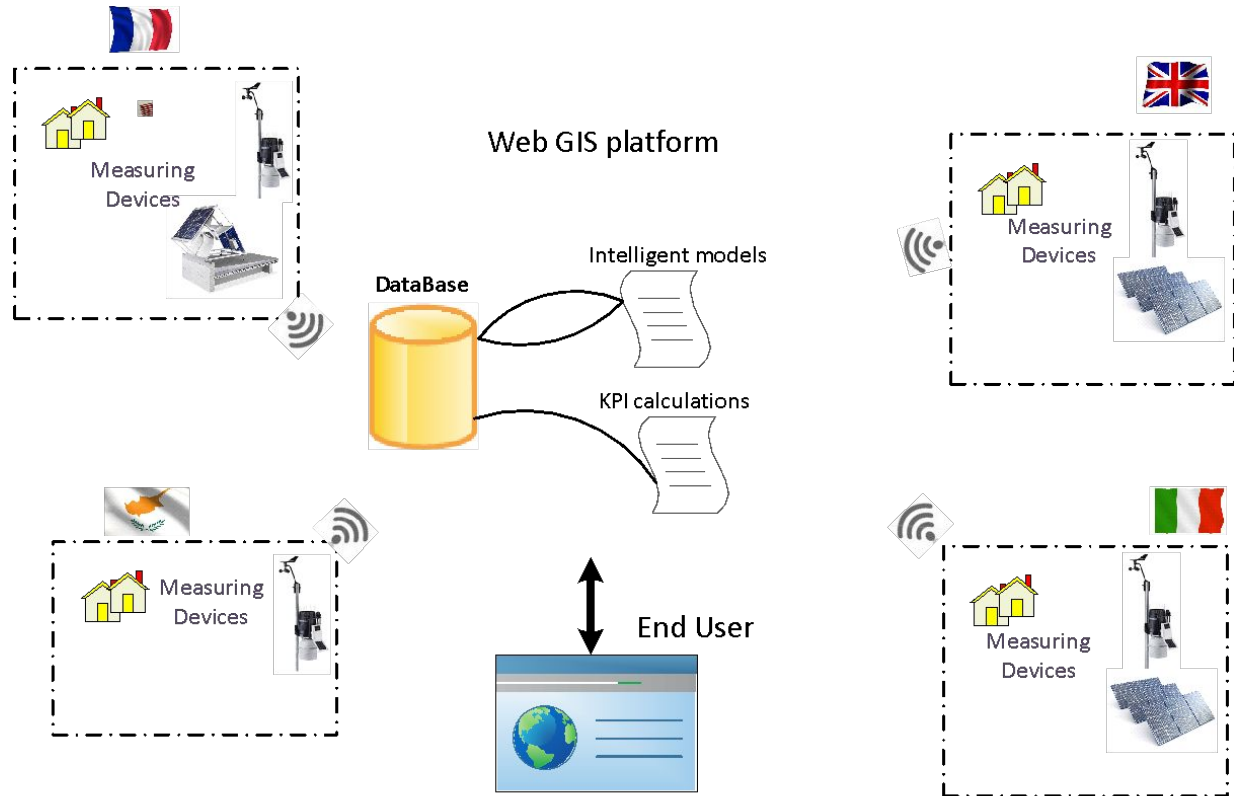 Web GIS platform
Measuring
Devices
Measuring
Devices
Intelligent models
DataBase
KPI calculations
Measuring
Devices
End User
Measuring
Devices